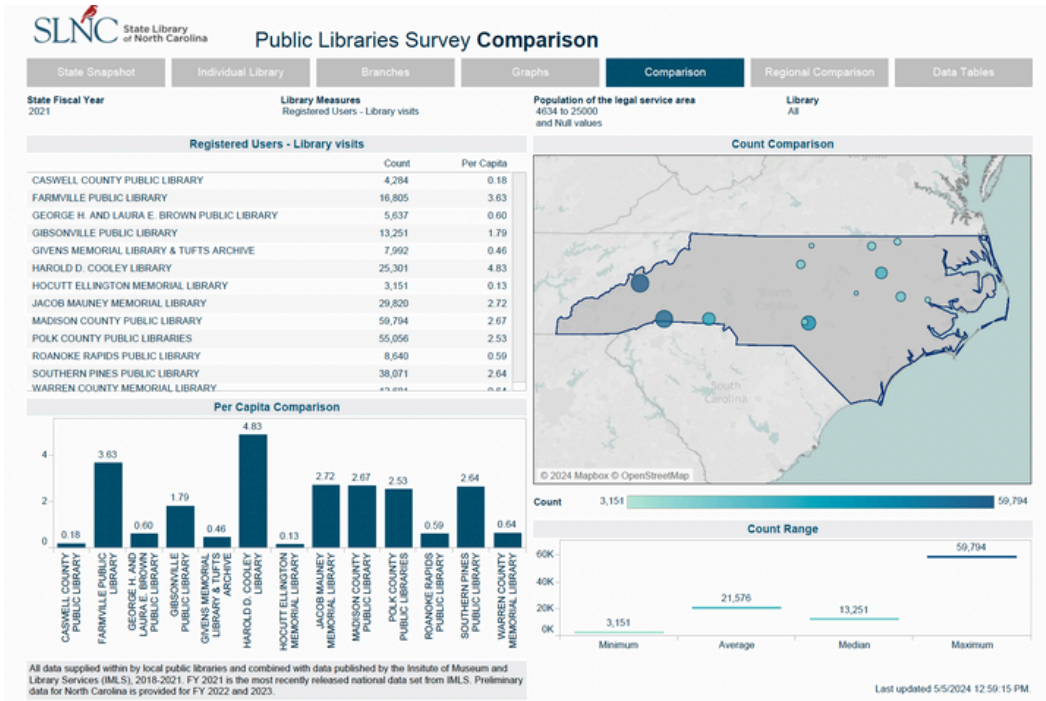 SLNC State Library of North Carolina
Public Libraries Survey Comparison
State Snapshot Individual Library Branches Graphs Comparison Regional Comparison Data Tables
State Fiscal Year
2021
Library Measures
Registered Users - Library visits
Population of the legal service area
4634 to 25000
and Null values
Library
All
Registered Users - Library visits
Count Per Capita
CASWELL COUNTY PUBLIC LIBRARY 4,284 0.18
FARMVILLE PUBLIC LIBRARY 16,805 3.63
GEORGE H. AND LAURA E. BROWN PUBLIC LIBRARY 5,637 0.60
GIBSONVILLE PUBLIC LIBRARY 13,251 1.79
GIVENS MEMORIAL LIBRARY & TUFTS ARCHIVE 7,992 0.46
HAROLD D. COOLEY LIBRARY 25,301 4.83
HOCUTT ELLINGTON MEMORIAL LIBRARY 3,151 0.13
JACOB MAUNEY MEMORIAL LIBRARY 29,820 2.72
MADISON COUNTY PUBLIC LIBRARY 59,794 2.67
POLK COUNTY PUBLIC LIBRARIES 55,056 2.53
ROANOKE RAPIDS PUBLIC LIBRARY 8,640 0.59
SOUTHERN PINES PUBLIC LIBRARY 38,071 2.64
WARREN COUNTY MEMORIAL LIBRARY 0.64
Count Comparison
North
Carolina
South
Carolina
© 2024 Mapbox © OpenStreetMap
Count 3,151 59,794
Per Capita Comparison
4
2
0
0.18
3.63
0.60
1.79
0.46
4.83
0.13
2.72
2.67
2.53
0.59
2.64
0.64
CASWELL COUNTY
PUBLIC LIBRARY
FARMVILLE PUBLIC
LIBRARY
GEORGE H. AND
LAURA E. BROWN
PUBLIC LIBRARY
GIBSONVILLE
PUBLIC LIBRARY
GIVENS MEMORIAL
LIBRARY & TUFTS
ARCHIVE
HAROLD D. COOLEY
LIBRARY
HOCUTT ELLINGTON
MEMORIAL LIBRARY
JACOB MAUNEY
MEMORIAL LIBRARY
MADISON COUNTY
PUBLIC LIBRARY
POLK COUNTY
PUBLIC LIBRARIES
ROANOKE RAPIDS
PUBLIC LIBRARY
SOUTHERN PINES
PUBLIC LIBRARY
WARREN COUNTY
MEMORIAL LIBRARY
Count Range
60K
40K
20K
0K
3,151
21,576
13,251
59,794
Minimum Average Median Maximum
All data supplied within by local public libraries and combined with data published by the Insitute of Museum and
Library Services (IMLS), 2018-2021. FY 2021 is the most recently released national data set from IMLS. Preliminary
data for North Carolina is provided for FY 2022 and 2023.
Last updated 5/5/2024 12:59:15 PM.